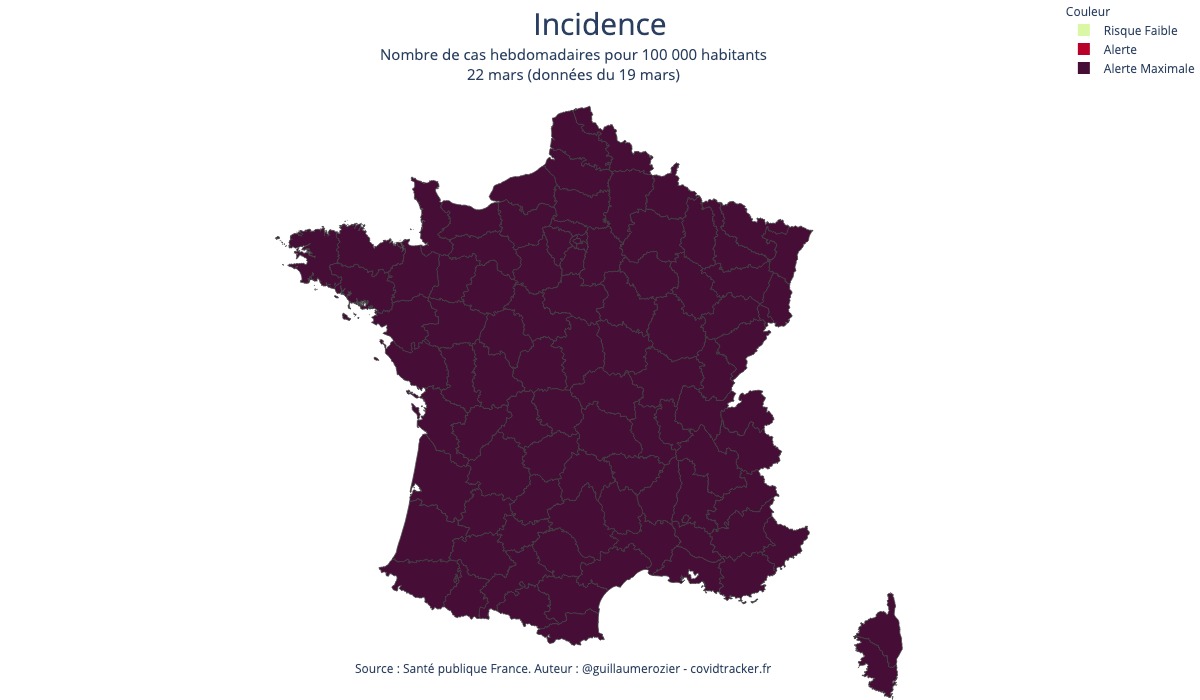 Incidence
Nombre de cas hebdomadaires pour 100 000 habitants
22 mars (données du 19 mars)
Couleur
Risque Faible
Alerte
Alerte Maximale
Source : Santé publique France. Auteur : @guillaumerozier - covidtracker.fr